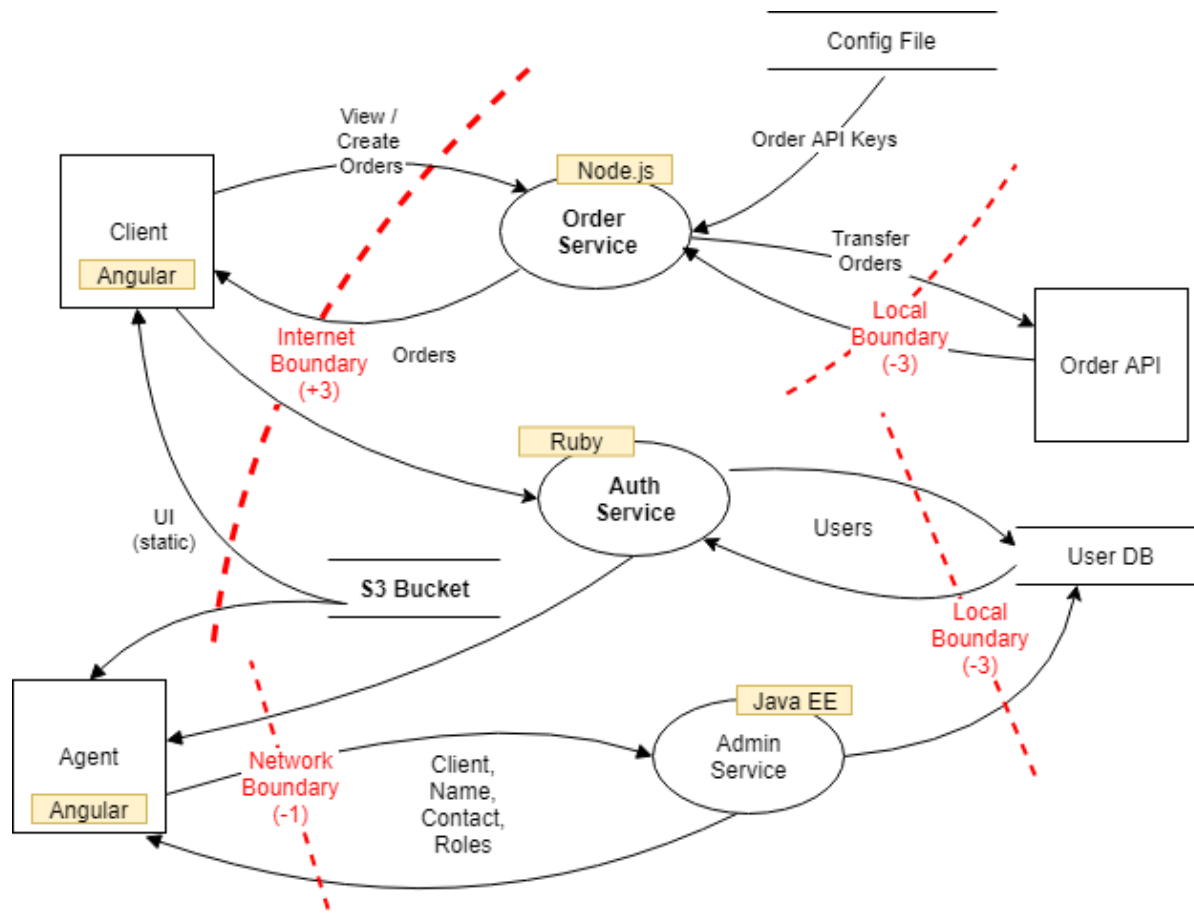 Config File
View /
Create
Orders
Order API Keys
Node.js
Order
Service
Client
Angular
Transfer
Orders
Internet
Boundary
(+3)
Orders
Local
Boundary
(-3)
Order API
Ruby
Auth
Service
Users
User DB
UI
(static)
S3 Bucket
Local
Boundary
(-3)
Java EE
Admin
Service
Agent
Angular
Network
Boundary
(-1)
Client,
Name,
Contact,
Roles